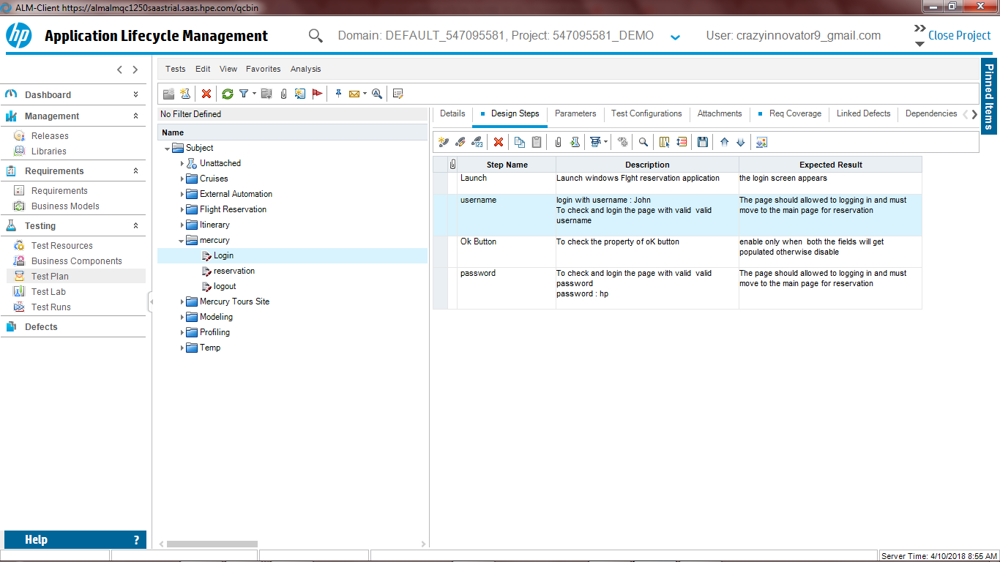 ALM-Client https://almalmqc1250saastrial.saas.hpe.com/qcbin
hp
Application Lifecycle Management
Domain: DEFAULT_547095581, Project: 547095581_DEMO
User: crazyinnovator9_gmail.com
Close Project
Dashboard
Management
Releases
Libraries
Requirements
Requirements
Business Models
Testing
Test Resources
Business Components
Test Plan
Test Lab
Test Runs
Defects
Help ?
Tests Edit View Favorites Analysis
No Filter Defined
Name
Subject
Unattached
Cruises
External Automation
Flight Reservation
Itinerary
mercury
Login
reservation
logout
Mercury Tours Site
Modeling
Profiling
Temp
Details Design Steps Parameters Test Configurations Attachments Req Coverage Linked Defects Dependencies
Step Name Description Expected Result
Launch Launch windows Flght reservation application the login screen appears
username login with username : John The page should allowed to logging in and must
To check and login the page with valid  valid move to the main page for reservation
username
Ok Button To check the property of oK button enable only when  both the fields will get
populated otherwise disable
password To check and login the page with valid  valid The page should allowed to logging in and must
password move to the main page for reservation
password : hp
Pinned Items
Server Time: 4/10/2018 8:55 AM